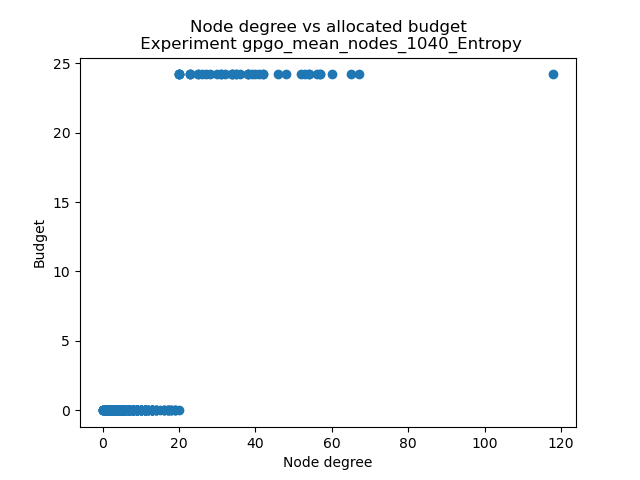 Node degree vs allocated budget
Experiment gpgo_mean_nodes_1040_Entropy
25
20
15
10
5
0
Budget
0 20 40 60 80 100 120
Node degree